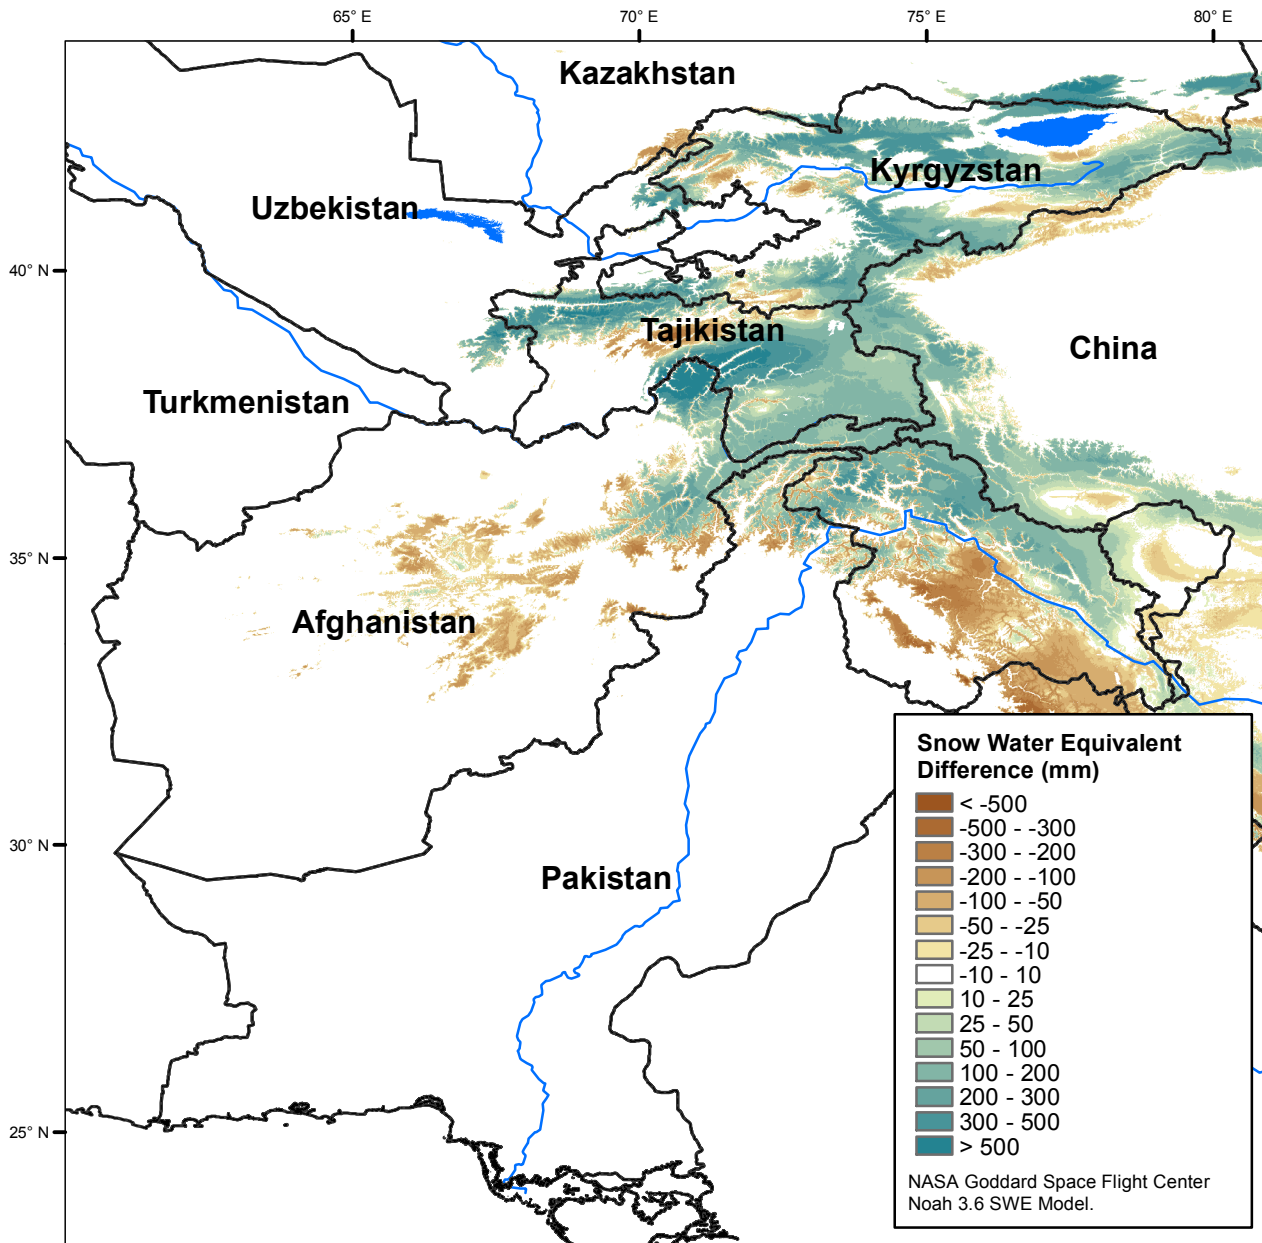 65° E
70° E
75° E
80° E
Kazakhstan
Kyrgyzstan
Uzbekistan
40° N
Tajikistan
China
Turkmenistan
35° N
Afghanistan
Snow Water Equivalent
Difference (mm)
< -500
-500 - -300
30° N
-300 - -200
-200 - -100
Pakistan
-100 - -50
-50 - -25
-25 - -10
-10 - 10
10 - 25
25 - 50
50 - 100
100 - 200
200 - 300
300 - 500
25° N
> 500
NASA Goddard Space Flight Center
Noah 3.6 SWE Model.